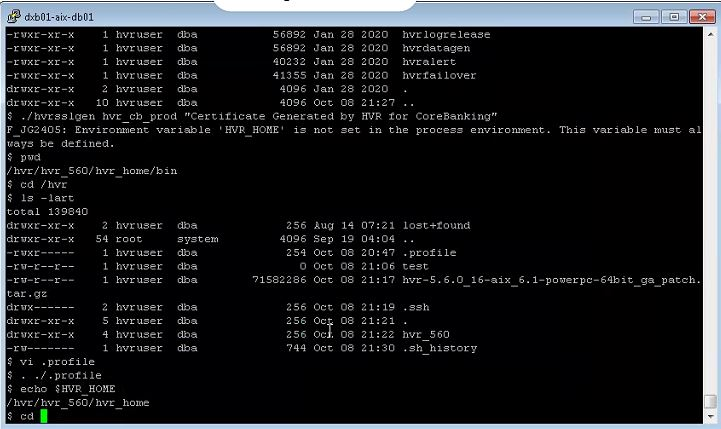 dxb01-aix-db01
-rwxr-xr-x 1 hvruser dba 56892 Jan 28 2020 hvrlogrelease
-rwxr-xr-x 1 hvruser dba 56892 Jan 28 2020 hvrdatagen
-rwxr-xr-x 1 hvruser dba 40232 Jan 28 2020 hvralert
-rwxr-xr-x 1 hvruser dba 41355 Jan 28 2020 hvrfailover
drwxr-xr-x 2 hvruser dba 4096 Jan 28 2020 .
drwxr-xr-x 10 hvruser dba 4096 Oct 08 21:27 ..
$ ./hvrsslgen hvr_cb_prod "Certificate Generated by HVR for CoreBanking"
F_JG2405: Environment variable 'HVR_HOME' is not set in the process environment. This variable must al
ways be defined.
$ pwd
/hvr/hvr_560/hvr_home/bin
$ cd /hvr
$ ls -lart
total 139840
drwxr-xr-x 2 hvruser dba 256 Aug 14 07:21 lost+found
drwxr-xr-x 54 root system 4096 Sep 19 04:04 ..
-rwxr-xr-x 1 hvruser dba 254 Oct 08 20:47 .profile
-rw-r--r-- 1 hvruser dba 0 Oct 08 21:06 test
-rw-r--r-- 1 hvruser dba 71582286 Oct 08 21:17 hvr-5.6.0_16-aix_6.1-powerpc-64bit_ga_patch.
tar.gz
drwx------ 2 hvruser dba 256 Oct 08 21:19 .ssh
drwxr-xr-x 5 hvruser dba 256 Oct 08 21:21 .
drwxr-xr-x 4 hvruser dba 256 Oct 08 21:22 hvr_560
-rw------- 1 hvruser dba 744 Oct 08 21:30 .sh_history
$ vi .profile
$ . ./.profile
$ echo $HVR_HOME
/hvr/hvr_560/hvr_home
$ cd